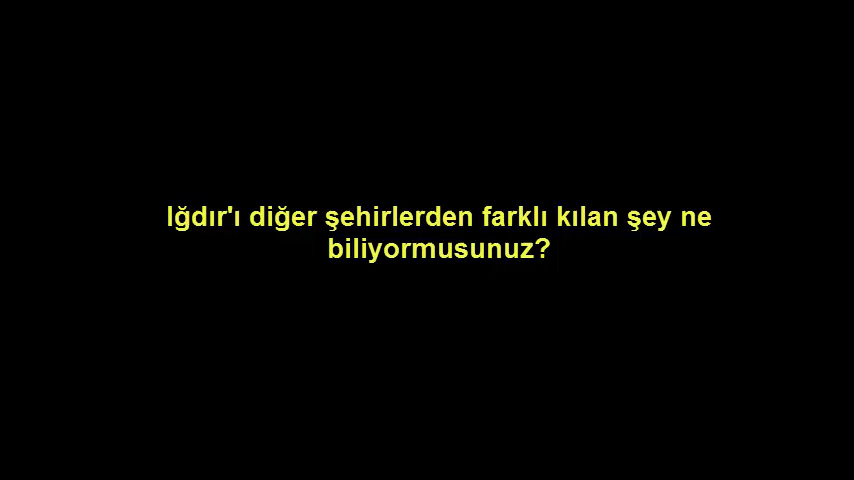 Iğdır'ı diğer şehirlerden farklı kılan şey ne
biliyormusunuz?